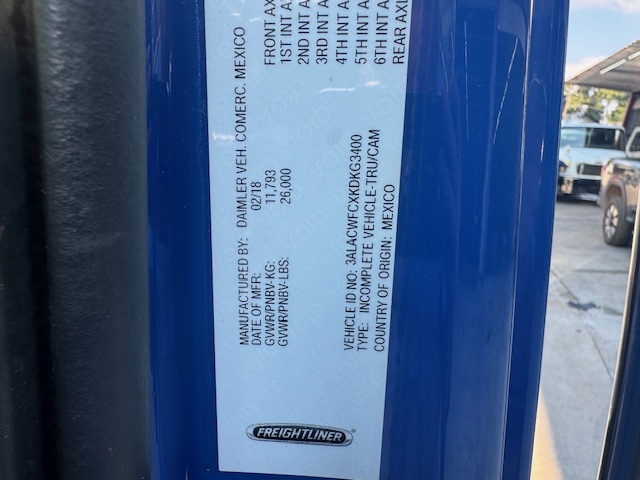 MANUFACTURED BY: DAIMLER VEH. COMERC. MEXICO
DATE OF MFR: 02/18
GVWR/PNBV-KG: 11,793
GVWR/PNBV-LBS: 26,000
FRONT
1ST INT
2ND INT
3RD INT
4TH INT
5TH INT
6TH INT
REAR
VEHICLE ID NO: 3ALACWFCXKDKG3400
TYPE: INCOMPLETE VEHICLE-TRU/CAM
COUNTRY OF ORIGIN: MEXICO
FREIGHTLINER